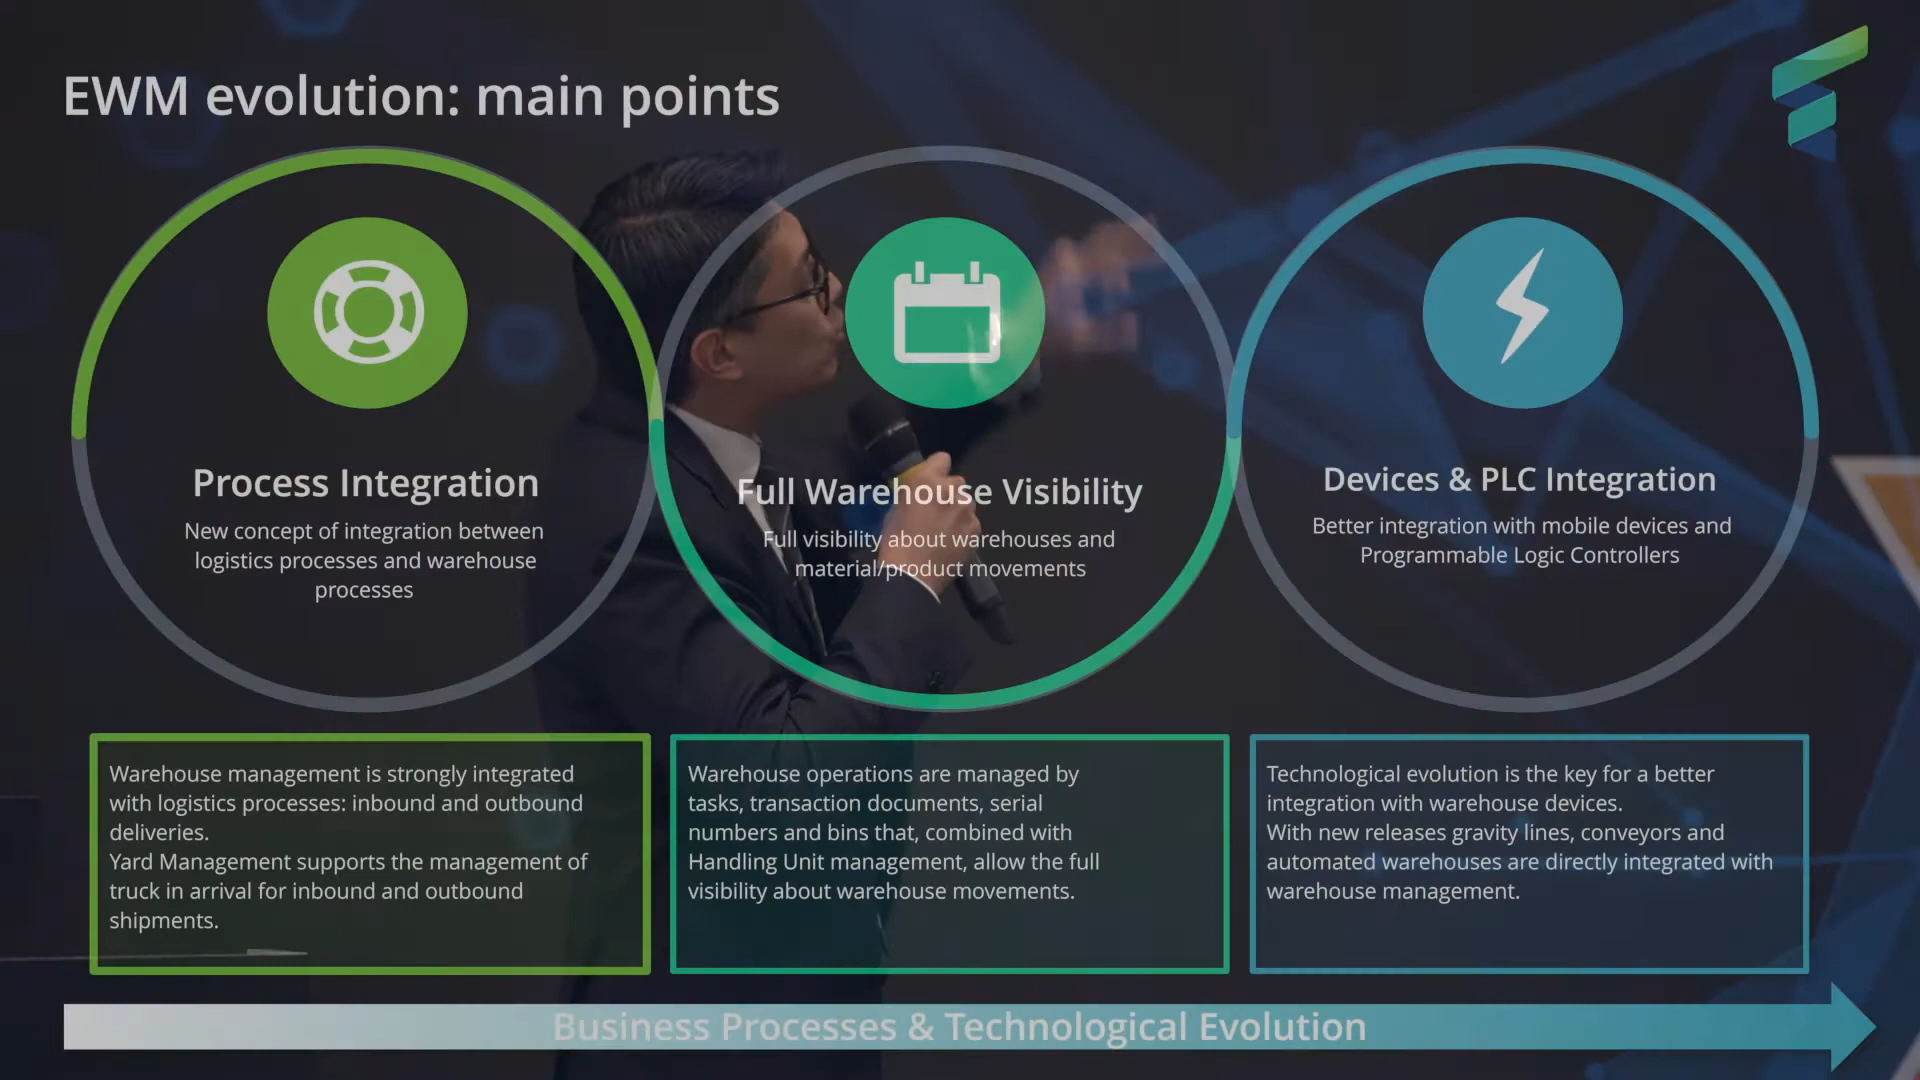 EWM evolution: main points
Process Integration
New concept of integration between
logistics processes and warehouse
processes
Full Warehouse Visibility
Full visibility about warehouses and
material/product movements
Devices & PLC Integration
Better integration with mobile devices and
Programmable Logic Controllers
Warehouse management is strongly integrated
with logistics processes: inbound and outbound
deliveries.
Yard Management supports the management of
truck in arrival for inbound and outbound
shipments.
Warehouse operations are managed by
tasks, transaction documents, serial
numbers and bins that, combined with
Handling Unit management, allow the full
visibility about warehouse movements.
Technological evolution is the key for a better
integration with warehouse devices.
With new releases gravity lines, conveyors and
automated warehouses are directly integrated with
warehouse management.
Business Processes & Technological Evolution